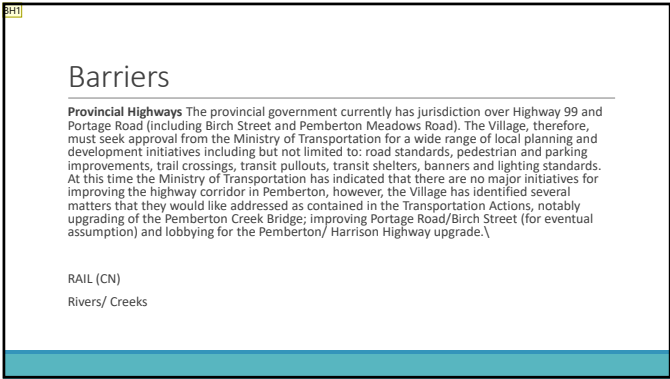 BH1
Barriers
Provincial Highways The provincial government currently has jurisdiction over Highway 99 and
Portage Road (including Birch Street and Pemberton Meadows Road). The Village, therefore,
must seek approval from the Ministry of Transportation for a wide range of local planning and
development initiatives including but not limited to: road standards, pedestrian and parking
improvements, trail crossings, transit pullouts, transit shelters, banners and lighting standards.
At this time the Ministry of Transportation has indicated that there are no major initiatives for
improving the highway corridor in Pemberton, however, the Village has identified several
matters that they would like addressed as contained in the Transportation Actions, notably
upgrading of the Pemberton Creek Bridge; improving Portage Road/Birch Street (for eventual
assumption) and lobbying for the Pemberton/ Harrison Highway upgrade.\
RAIL (CN)
Rivers/ Creeks